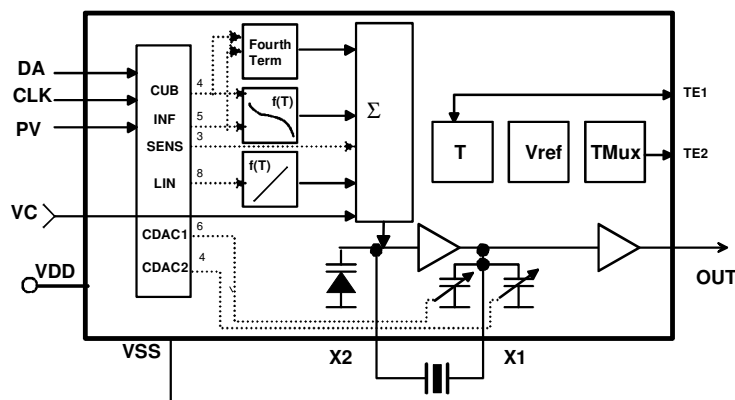 DA
CLK
PV
VC
VDD
VSS
CUB 4
INF 5
SENS 3
LIN 8
CDAC1 6
CDAC2 4
Fourth
Term
f(T)
f(T)
Σ
T
Vref
TMux
TE1
TE2
OUT
X2
X1